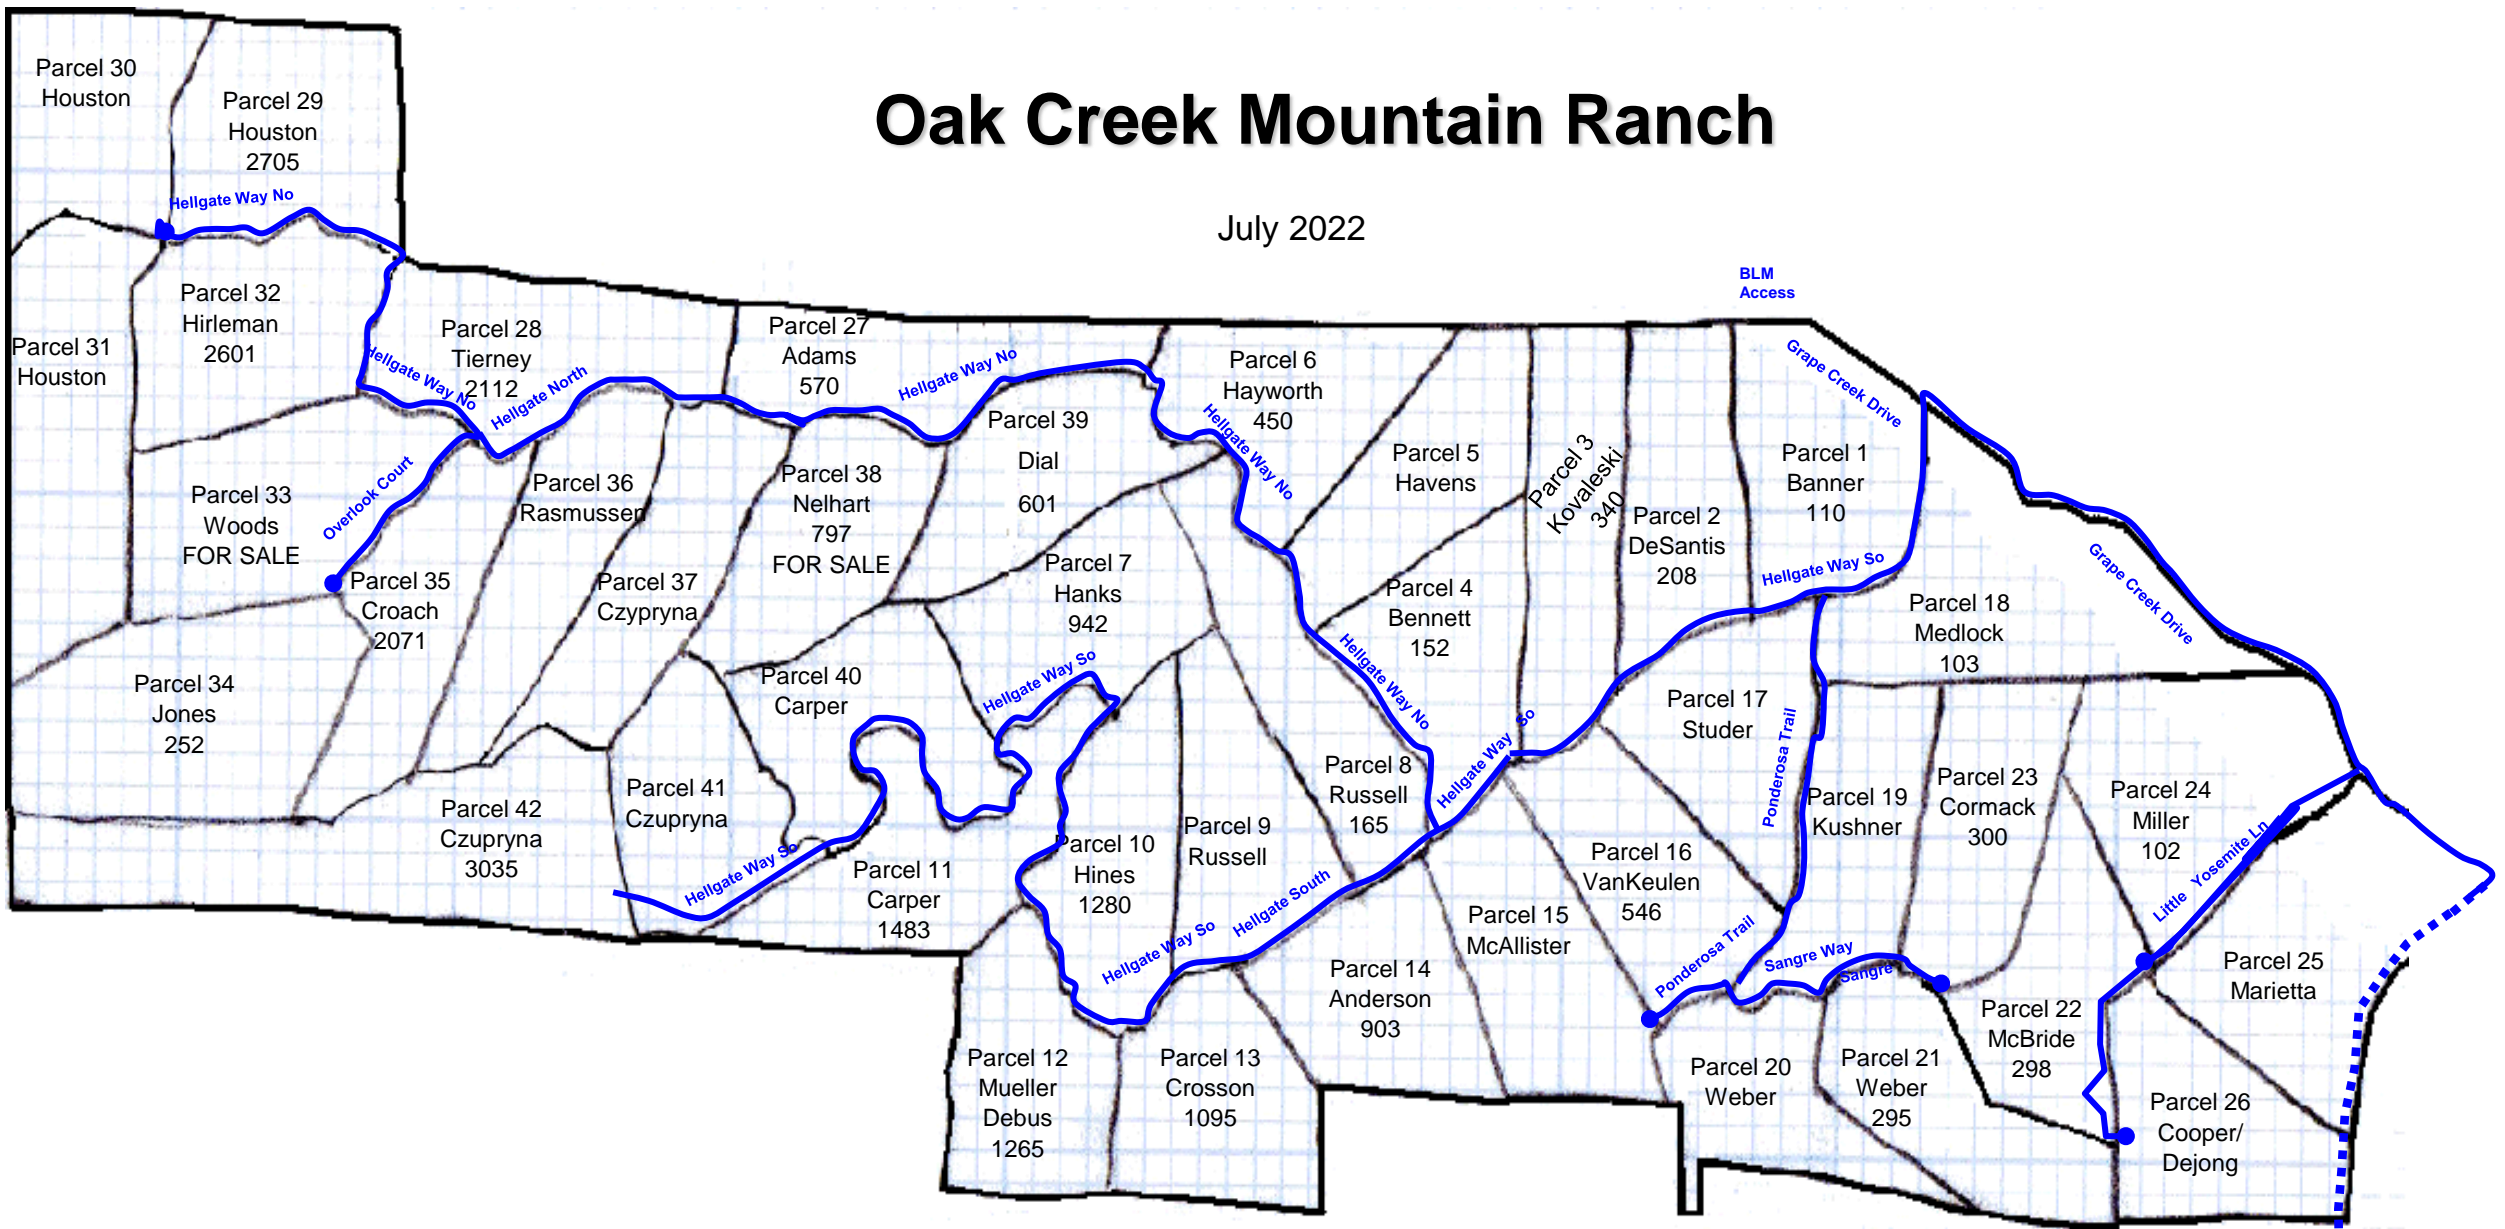 Oak Creek Mountain Ranch
July 2022
BLM
Access
Parcel 30
Houston
Parcel 29
Houston
2705
Hellgate Way No
Parcel 32
Hirleman
2601
Parcel 31
Houston
Parcel 28
Tierney
2112
Hellgate Way No
Hellgate North
Parcel 27
Adams
570
Hellgate Way No
Parcel 39
Dial
601
Parcel 6
Hayworth
450
Hellgate Way No
Parcel 5
Havens
Parcel 3
Kovaleski
340
Parcel 2
DeSantis
208
Parcel 1
Banner
110
Grape Creek Drive
Hellgate Way So
Grape Creek Drive
Parcel 33
Woods
FOR SALE
Overlook Court
Parcel 36
Rasmussen
Parcel 38
Nelhart
797
FOR SALE
Parcel 35
Croach
2071
Parcel 37
Czypryna
Parcel 7
Hanks
942
Parcel 4
Bennett
152
Hellgate Way No
Parcel 18
Medlock
103
Parcel 34
Jones
252
Parcel 40
Carper
Hellgate Way So
Parcel 17
Studer
Ponderosa Trail
Parcel 42
Czupryna
3035
Parcel 41
Czupryna
Hellgate Way So
Parcel 11
Carper
1483
Parcel 10
Hines
1280
Parcel 9
Russell
Parcel 8
Russell
165
Hellgate Way So
Parcel 16
VanKeulen
546
Parcel 19
Kushner
Parcel 23
Cormack
300
Parcel 24
Miller
102
Little Yosemite Ln
Hellgate Way So
Hellgate South
Parcel 15
McAllister
Parcel 14
Anderson
903
Ponderosa Trail
Sangre Way
Sangre
Parcel 25
Marietta
Parcel 12
Mueller
Debus
1265
Parcel 13
Crosson
1095
Parcel 20
Weber
Parcel 21
Weber
295
Parcel 22
McBride
298
Parcel 26
Cooper/
Dejong